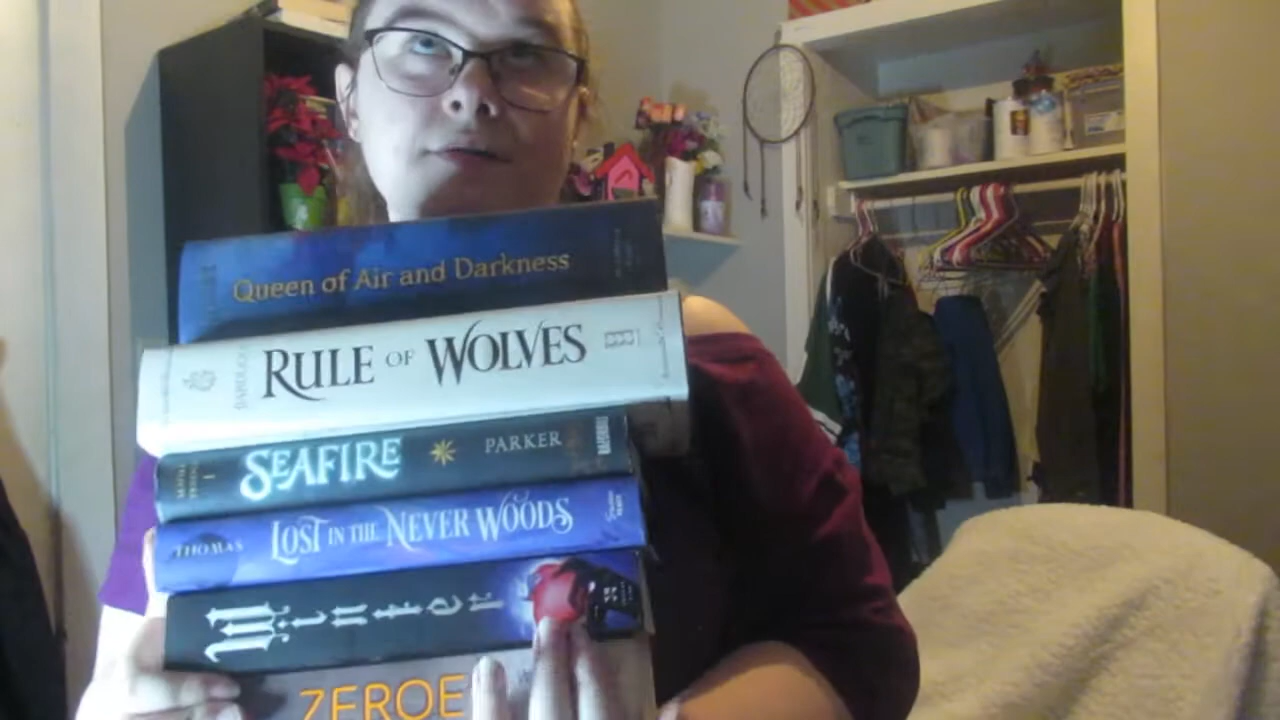 Queen of Air and Darkness
RULE OF WOLVES
SEAFIRE PARKER
THOMAS LOST IN THE NEVER WOODS
Winter
ZEROE